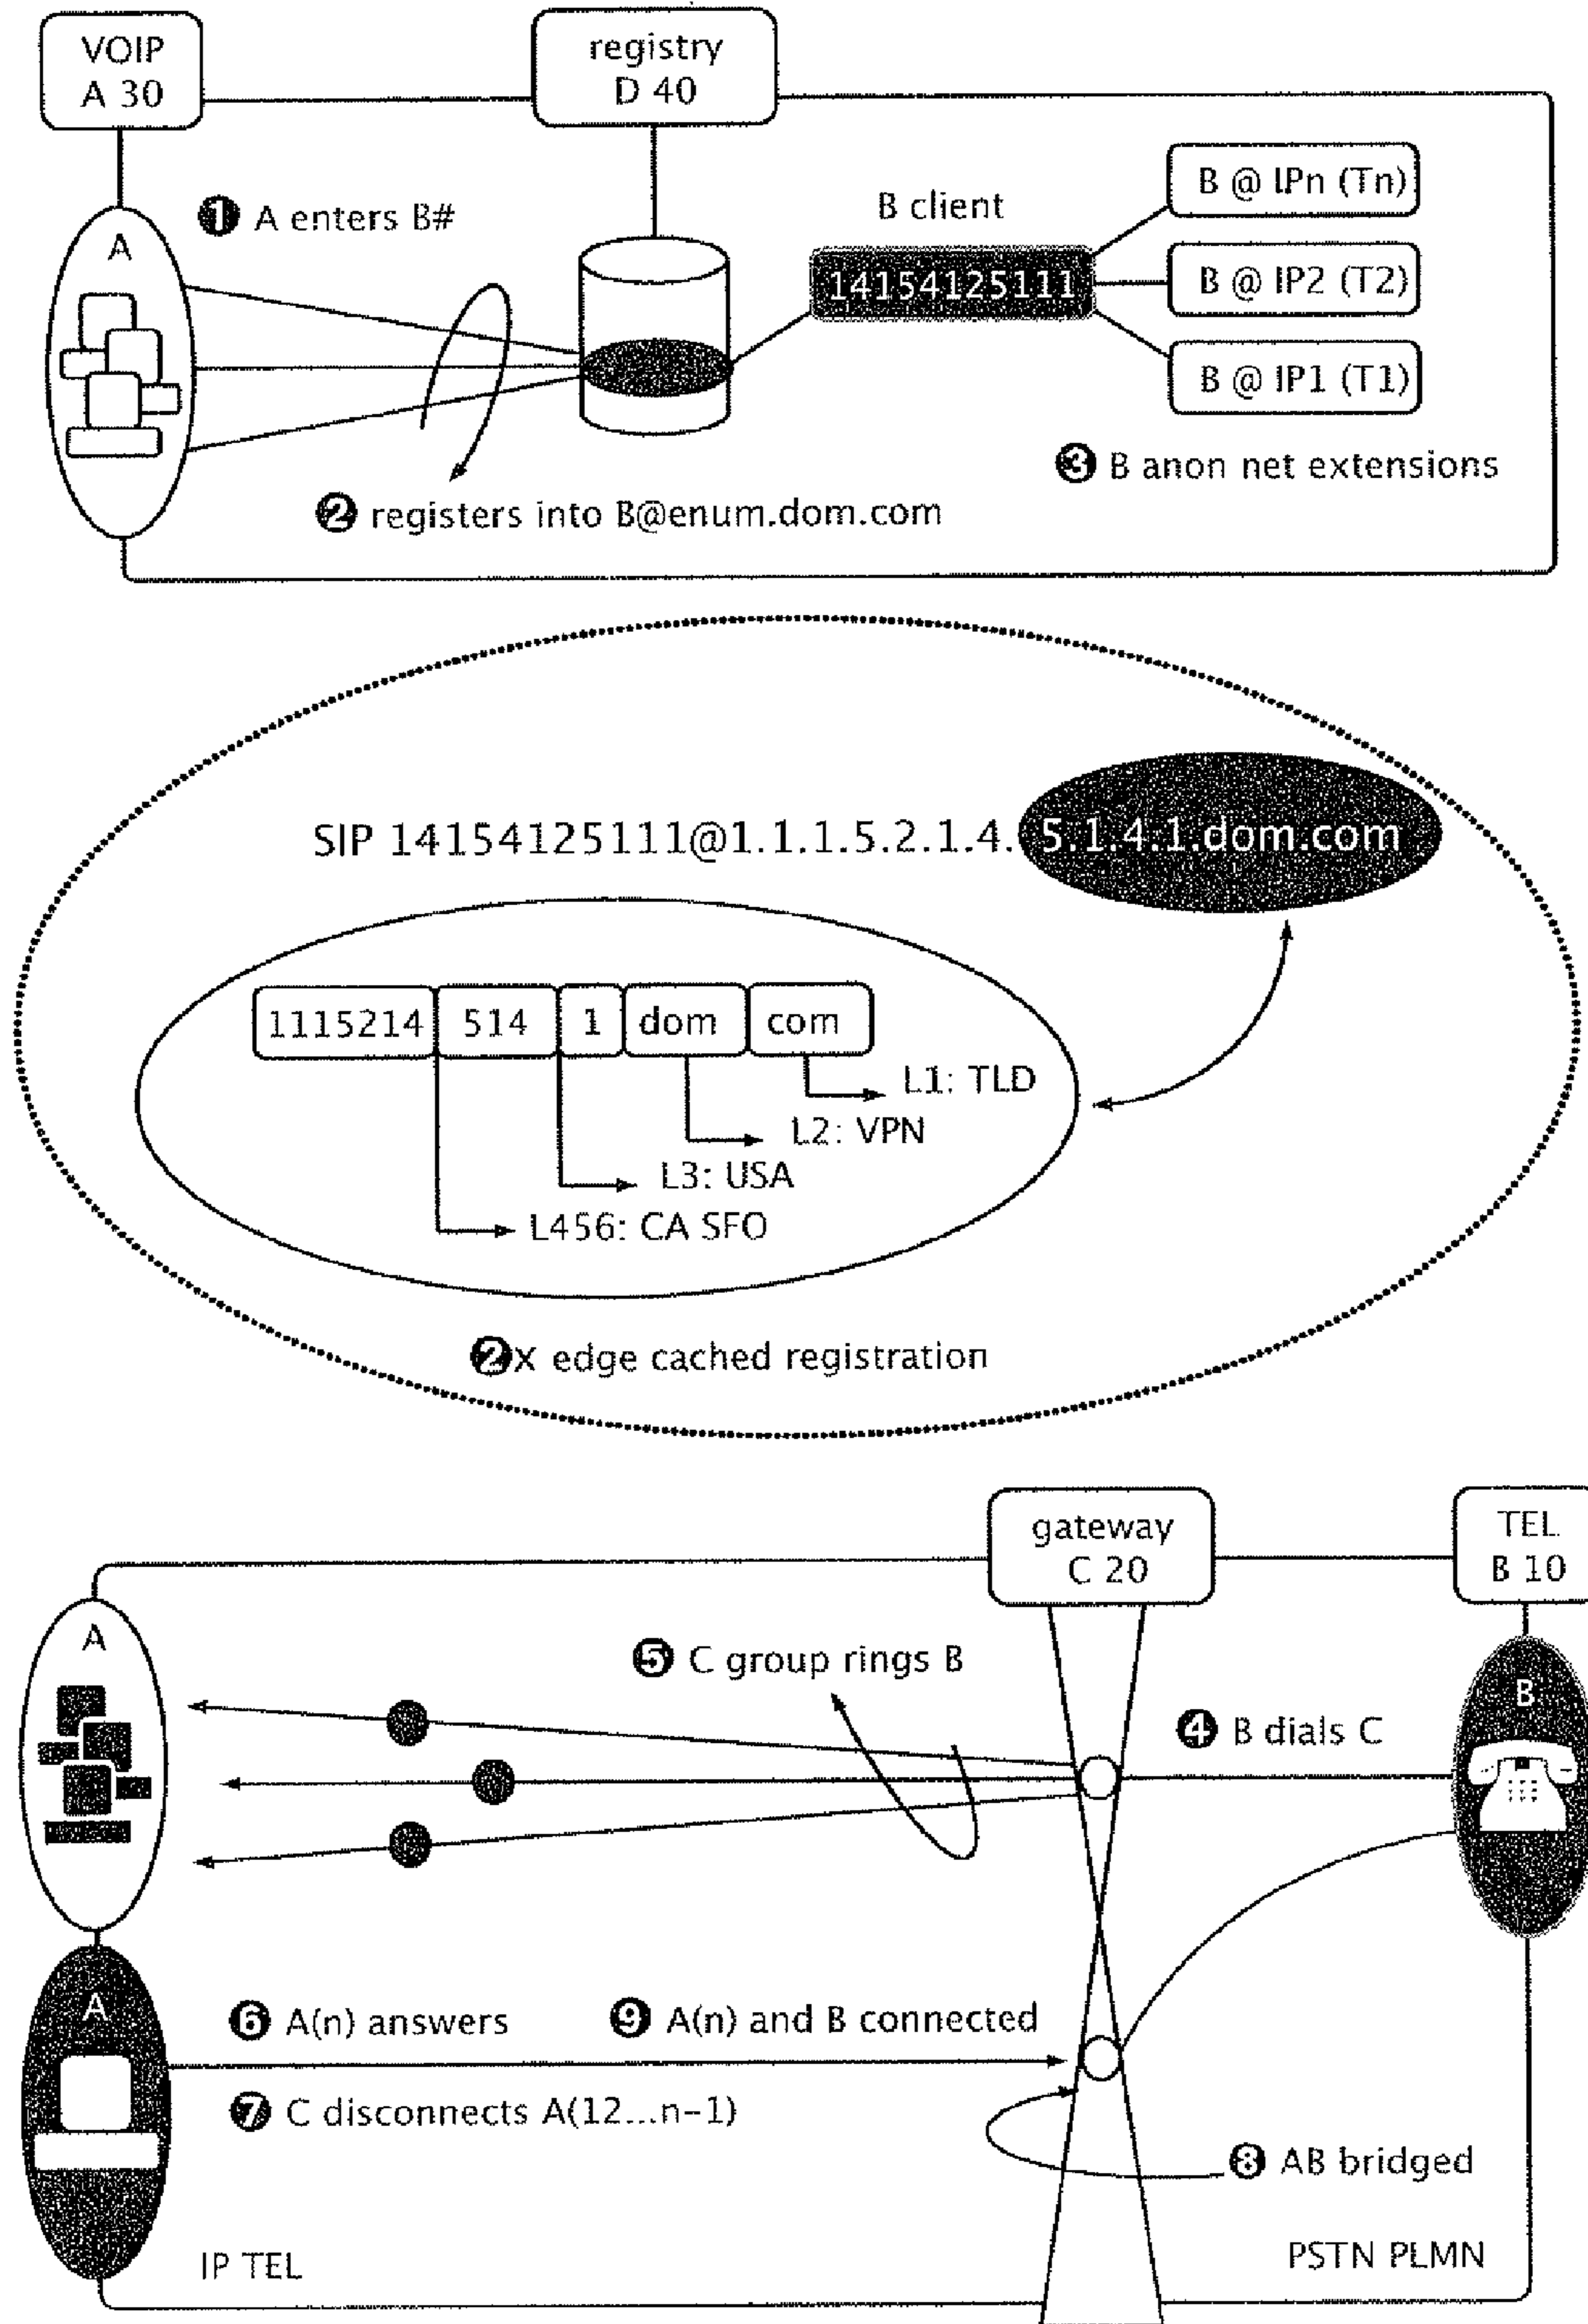 VOIP
A 30
registry
D 40
❶ A enters B#
A
B client
14154125111
B @ IPn (Tn)
B @ IP2 (T2)
B @ IP1 (T1)
❸ B anon net extensions
❷ registers into B@enum.dom.com
SIP 14154125111@1.1.1.5.2.1.4.5.1.4.1.dom.com
1115214 514 1 dom com
L1: TLD
L2: VPN
L3: USA
L456: CA SFO
❷x edge cached registration
gateway
C 20
TEL
B 10
A
❺ C group rings B
B
❹ B dials C
A
❻ A(n) answers
❾ A(n) and B connected
❼ C disconnects A(12...n-1)
❽ AB bridged
IP TEL
PSTN PLMN